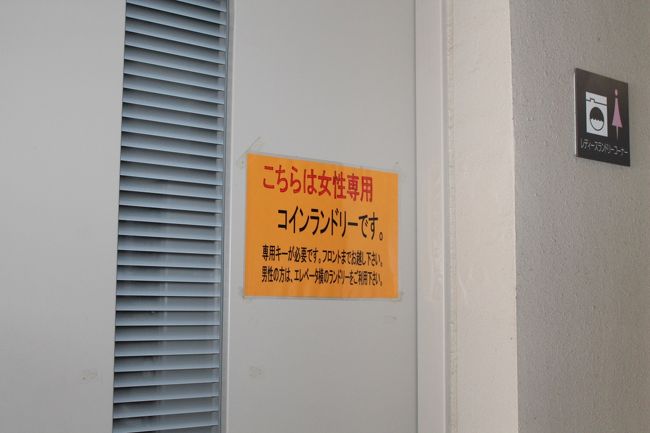 こちらは女性専用
コインランドリーです。
専用キーが必要です。フロントまでお越し下さい。
男性の方は、エレベータ横のランドリーをご利用下さい。
レディースランドリーコーナー